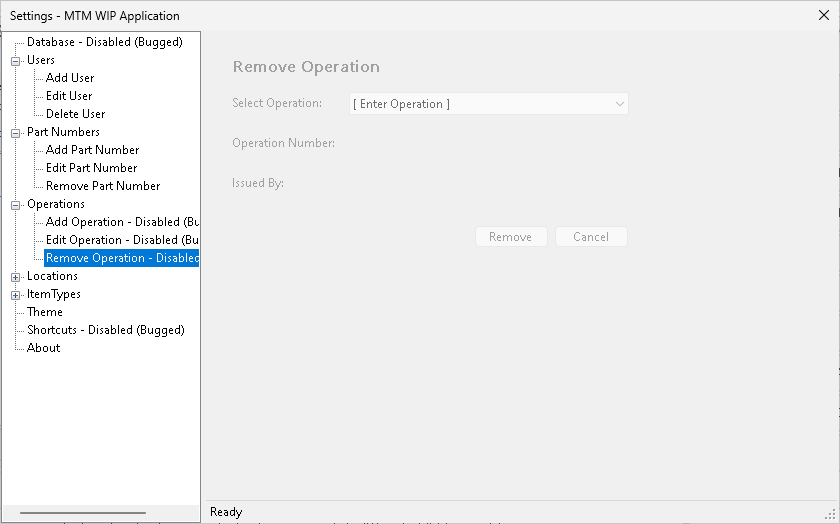 Settings - MTM WIP Application
Database - Disabled (Bugged)
Users
Add User
Edit User
Delete User
Part Numbers
Add Part Number
Edit Part Number
Remove Part Number
Operations
Add Operation - Disabled (Bu
Edit Operation - Disabled (Bu
Remove Operation - Disabled
Locations
ItemTypes
Theme
Shortcuts - Disabled (Bugged)
About
Remove Operation
Select Operation:
[ Enter Operation ]
Operation Number:
Issued By:
Remove
Cancel
Ready